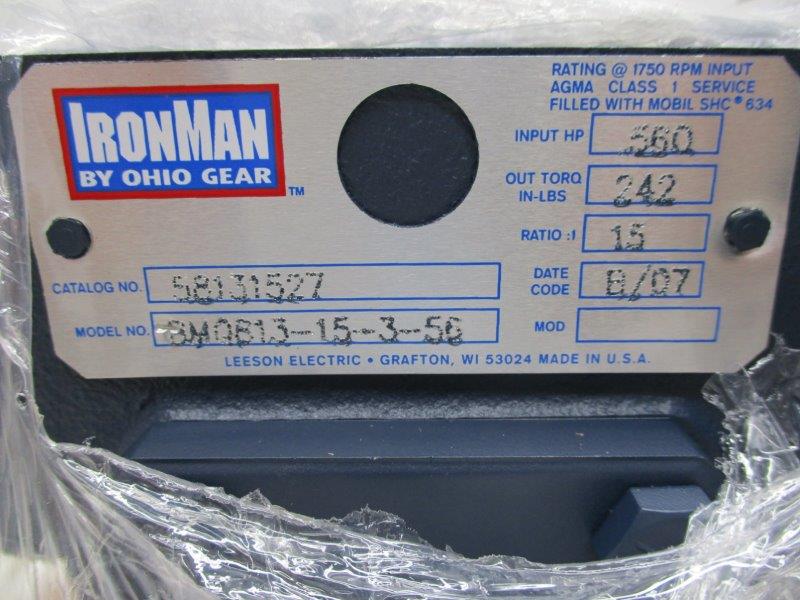 IRONMAN
BY OHIO GEAR
™
RATING @ 1750 RPM INPUT
AGMA CLASS 1 SERVICE
FILLED WITH MOBIL SHC® 634
INPUT HP .560
OUT TORQ IN-LBS 242
RATIO :1 15
CATALOG NO. 58131527
DATE CODE B/07
MODEL NO. BMQ813-15-3-56
MOD
LEESON ELECTRIC • GRAFTON, WI 53024 MADE IN U.S.A.